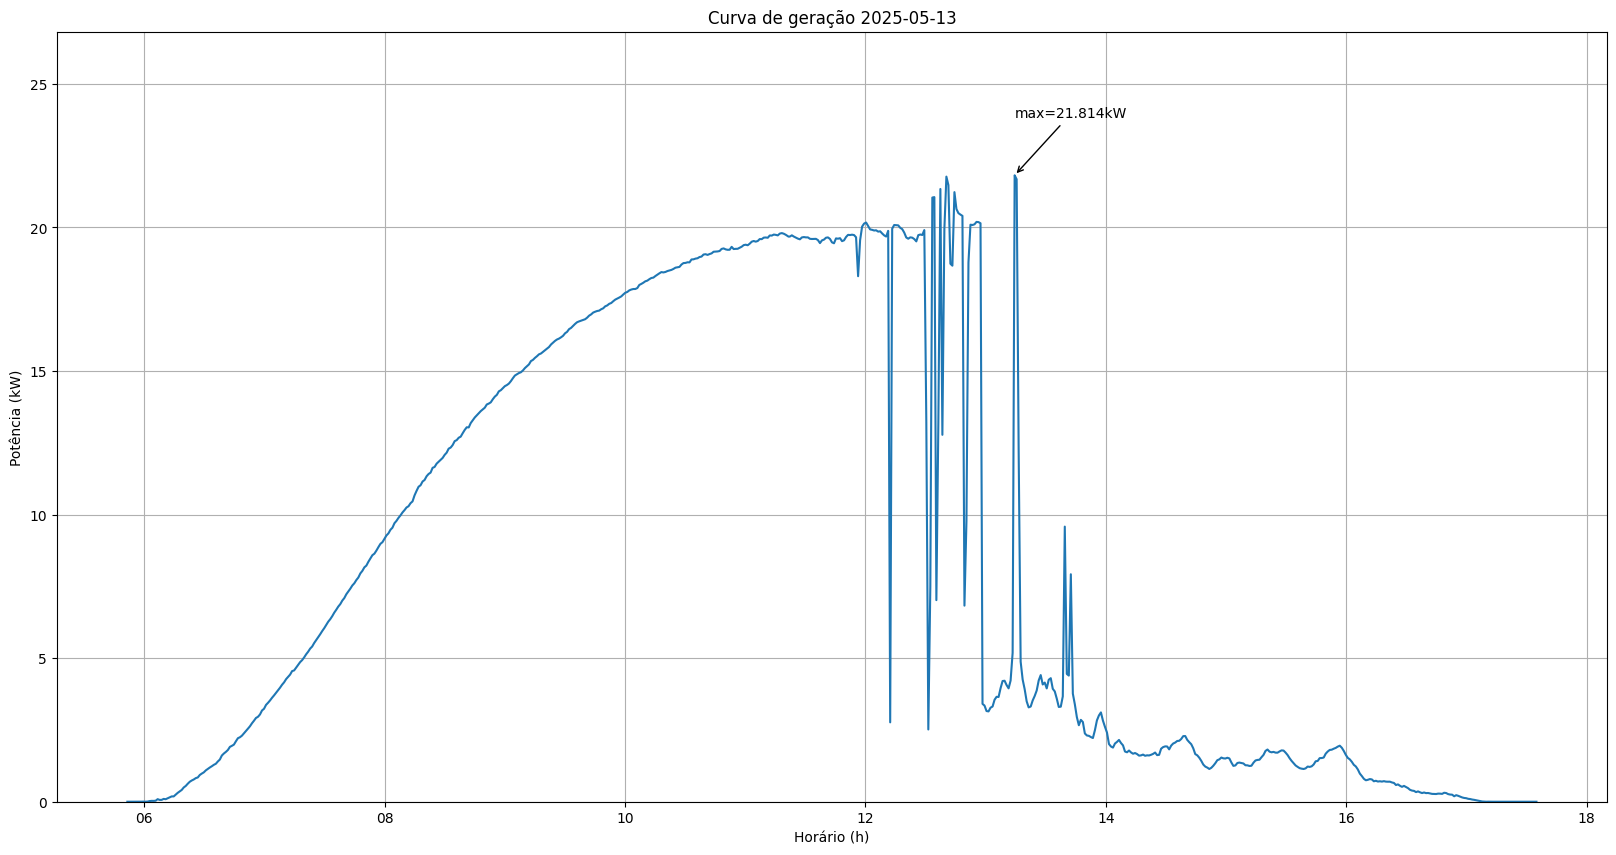 Curva de geração 2025-05-13
25
max=21.814kW
20
15
Potência (kW)
10
5
0
06 08 10 12 14 16 18
Horário (h)